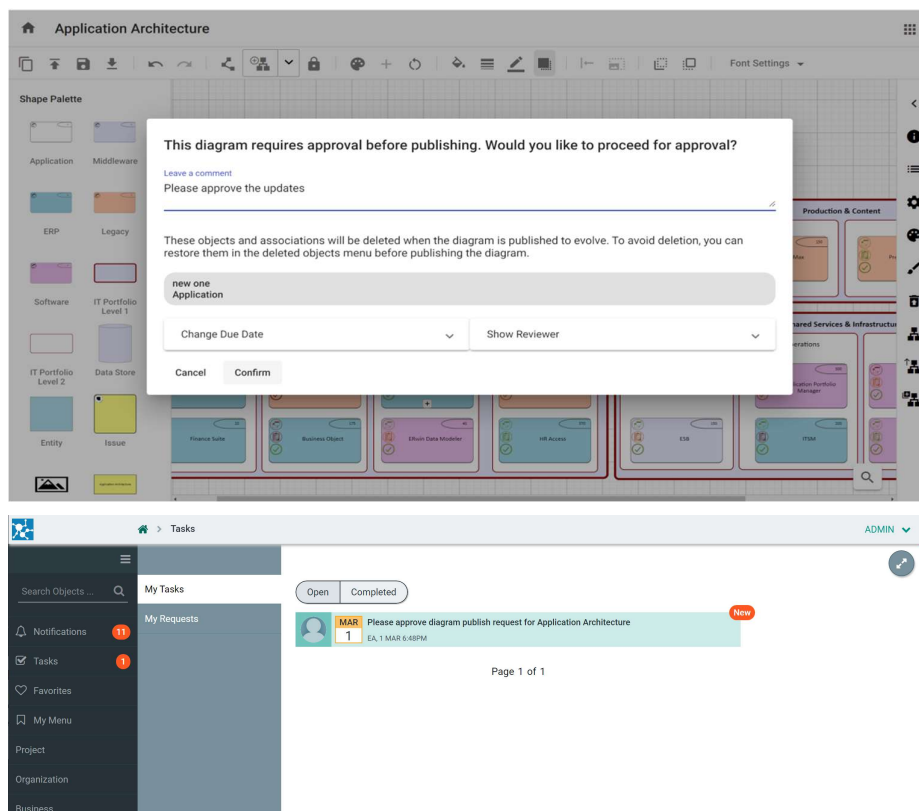 Application Architecture
Font Settings
Shape Palette
Application Middleware
ERP Legacy
Software IT Portfolio Level 1
IT Portfolio Level 2 Data Store
Entity Issue
This diagram requires approval before publishing. Would you like to proceed for approval?
Leave a comment
Please approve the updates
These objects and associations will be deleted when the diagram is published to evolve. To avoid deletion, you can
restore them in the deleted objects menu before publishing the diagram.
new one
Application
Change Due Date Show Reviewer
Cancel Confirm
Production & Content
Manager
Finance Suite Business Object ERwin Data Modeler HR Access ESB ITSM
Tasks ADMIN
Search Objects ... My Tasks Open Completed
Notifications 11 My Requests
MAR 1 Please approve diagram publish request for Application Architecture New
EA, 1 MAR 6:48PM
Tasks 1
Page 1 of 1
Favorites
My Menu
Project
Organization
Business